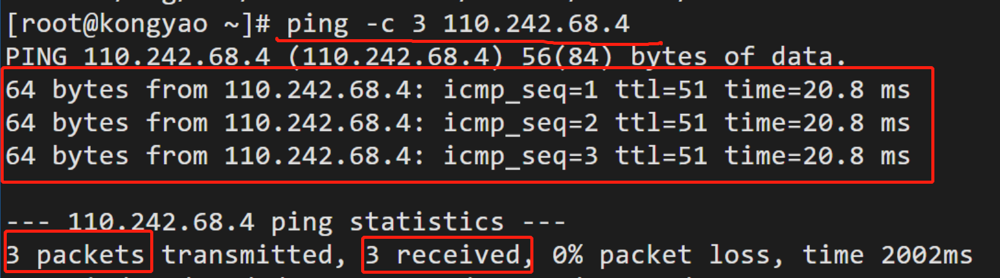 [root@kongyao ~]# ping -c 3 110.242.68.4
PING 110.242.68.4 (110.242.68.4) 56(84) bytes of data.
64 bytes from 110.242.68.4: icmp_seq=1 ttl=51 time=20.8 ms
64 bytes from 110.242.68.4: icmp_seq=2 ttl=51 time=20.8 ms
64 bytes from 110.242.68.4: icmp_seq=3 ttl=51 time=20.8 ms
--- 110.242.68.4 ping statistics ---
3 packets transmitted, 3 received, 0% packet loss, time 2002ms